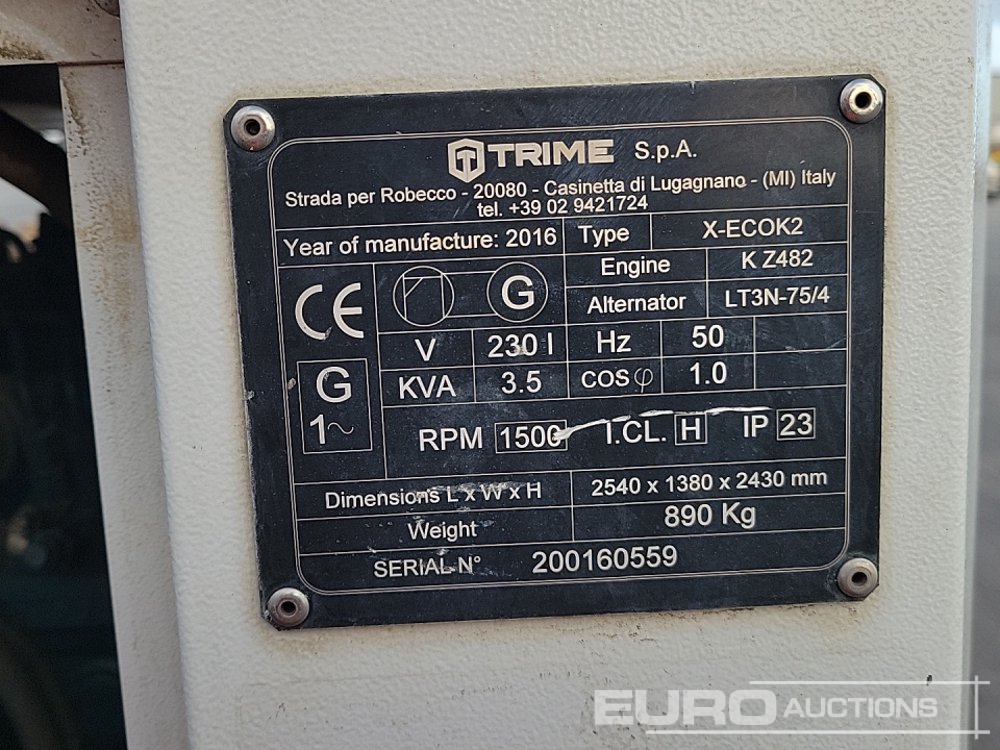 TRIME S.p.A.
Strada per Robecco - 20080 - Casinetta di Lugagnano - (MI) Italy
tel. +39 02 9421724
Year of manufacture: 2016 Type X-ECOK2
Engine K Z482
G Alternator LT3N-75/4
CE
V 230 I Hz 50
G
1~
KVA 3.5 COS φ 1.0
RPM 1500 I.CL. H IP 23
Dimensions L x W x H 2540 x 1380 x 2430 mm
Weight 890 Kg
SERIAL N° 200160559
EURO AUCTIONS